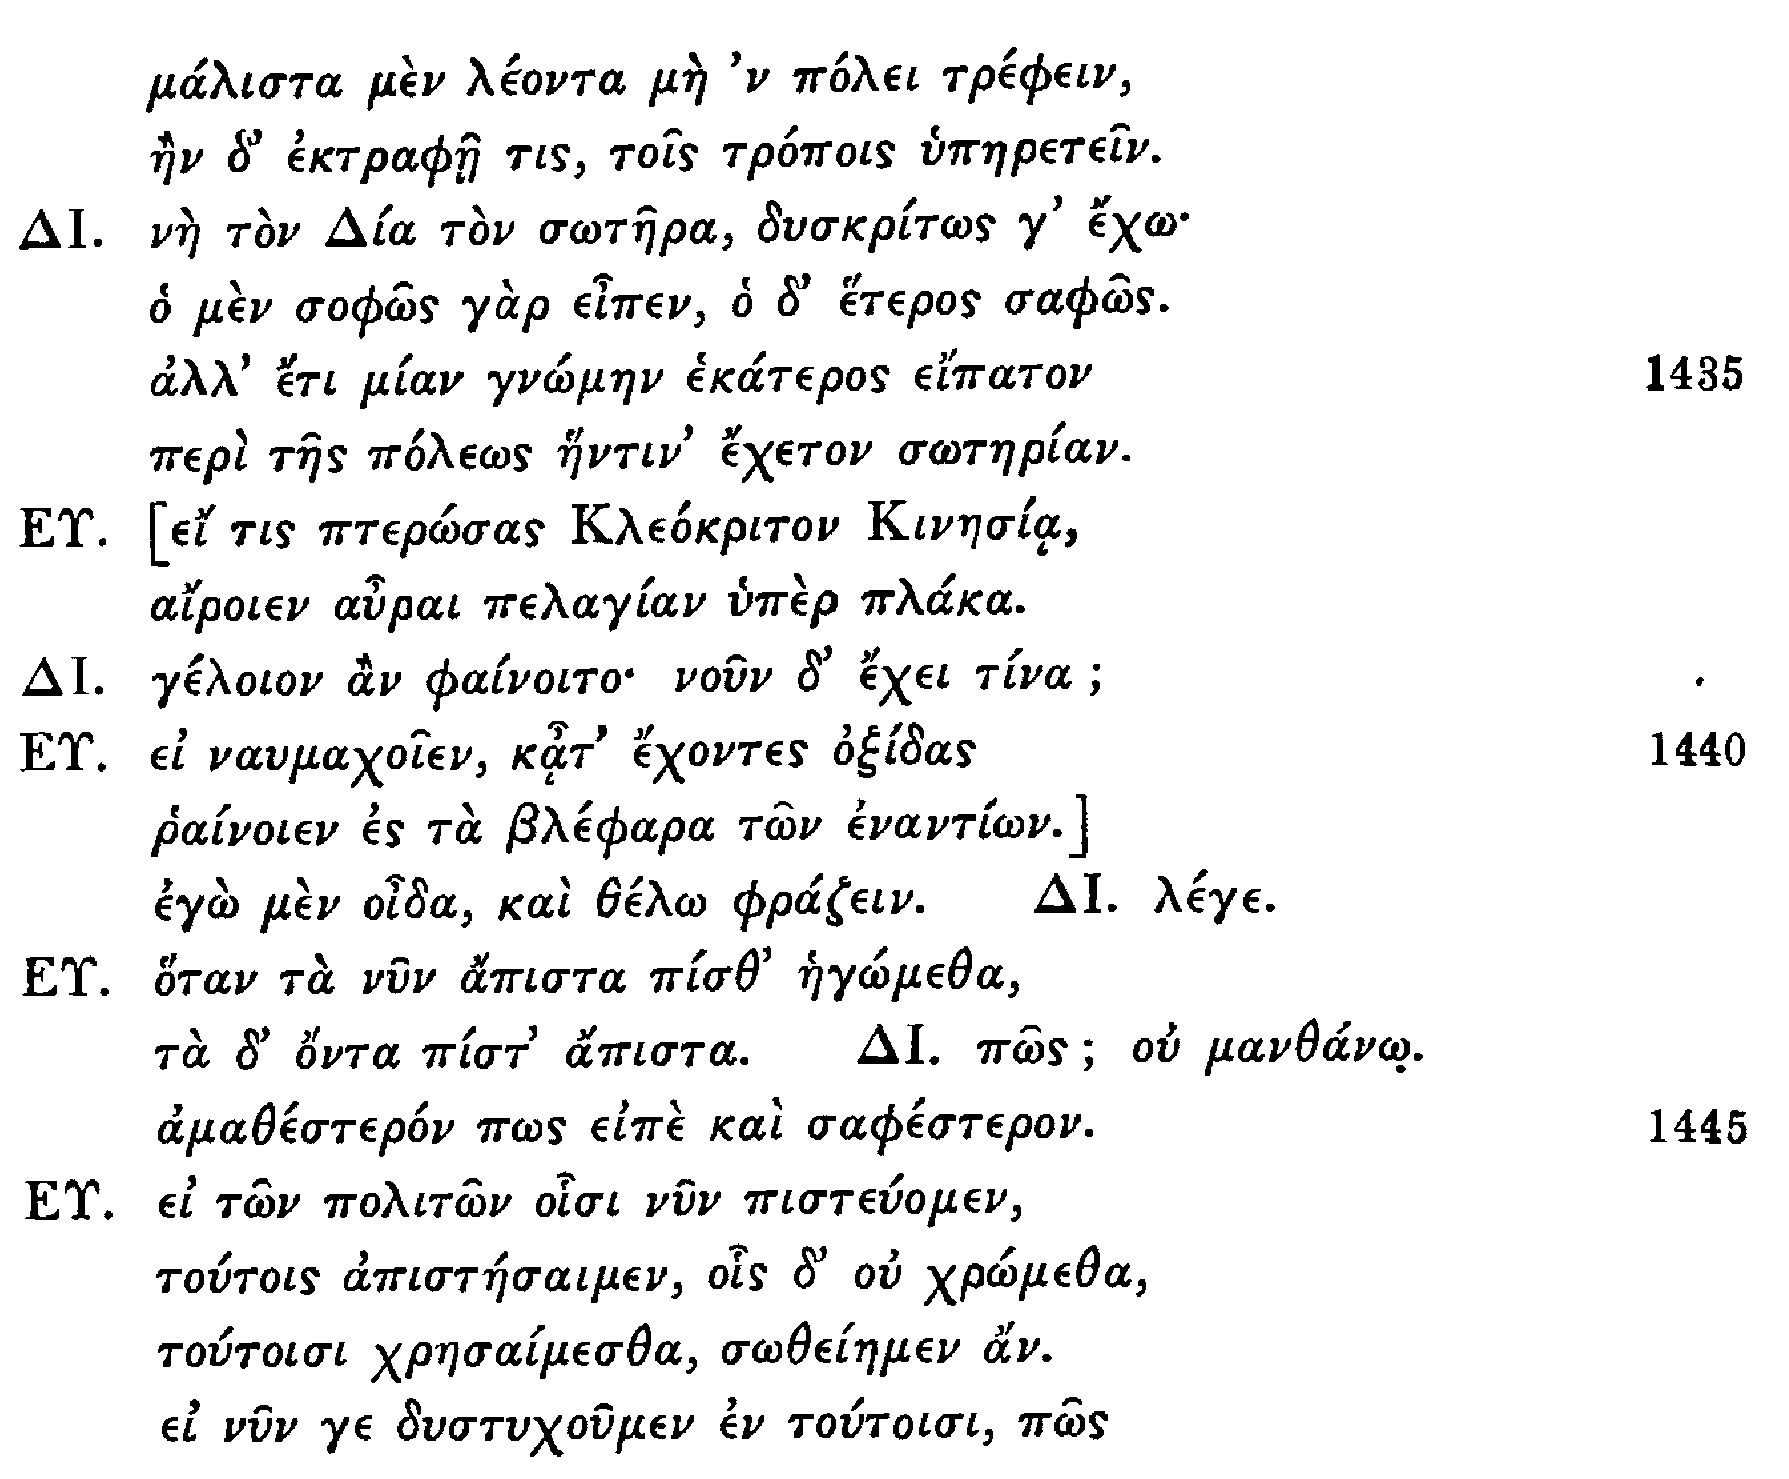 μάλιστα μὲν λέοντα μὴ ’ν πόλει τρέφειν,
ἢν δ’ ἐκτραφῇ τις, τοῖς τρόποις ὑπηρετεῖν.
ΔΙ. νὴ τὸν Δία τὸν σωτῆρα, δυσκρίτως γ’ ἔχω·
ὁ μὲν σοφῶς γὰρ εἶπεν, ὁ δ’ ἕτερος σαφῶς.
ἀλλ’ ἔτι μίαν γνώμην ἑκάτερος εἴπατον 1435
περὶ τῆς πόλεως ἥντιν’ ἔχετον σωτηρίαν.
ΕΥ. [εἴ τις πτερώσας Κλεόκριτον Κινησίᾳ,
αἴροιεν αὖραι πελαγίαν ὑπὲρ πλάκα.
ΔΙ. γέλοιον ἂν φαίνοιτο· νοῦν δ’ ἔχει τίνα ;
ΕΥ. εἰ ναυμαχοῖεν, κᾆτ’ ἔχοντες ὀξίδας 1440
ῥαίνοιεν ἐς τὰ βλέφαρα τῶν ἐναντίων.]
ἐγὼ μὲν οἶδα, καὶ θέλω φράζειν. ΔΙ. λέγε.
ΕΥ. ὅταν τὰ νῦν ἄπιστα πίσθ’ ἡγώμεθα,
τὰ δ’ ὄντα πίστ’ ἄπιστα. ΔΙ. πῶς ; οὐ μανθάνω.
ἀμαθέστερόν πως εἰπὲ καὶ σαφέστερον. 1445
ΕΥ. εἰ τῶν πολιτῶν οἷσι νῦν πιστεύομεν,
τούτοις ἀπιστήσαιμεν, οἷς δ’ οὐ χρώμεθα,
τούτοισι χρησαίμεσθα, σωθείημεν ἄν.
εἰ νῦν γε δυστυχοῦμεν ἐν τούτοισι, πῶς